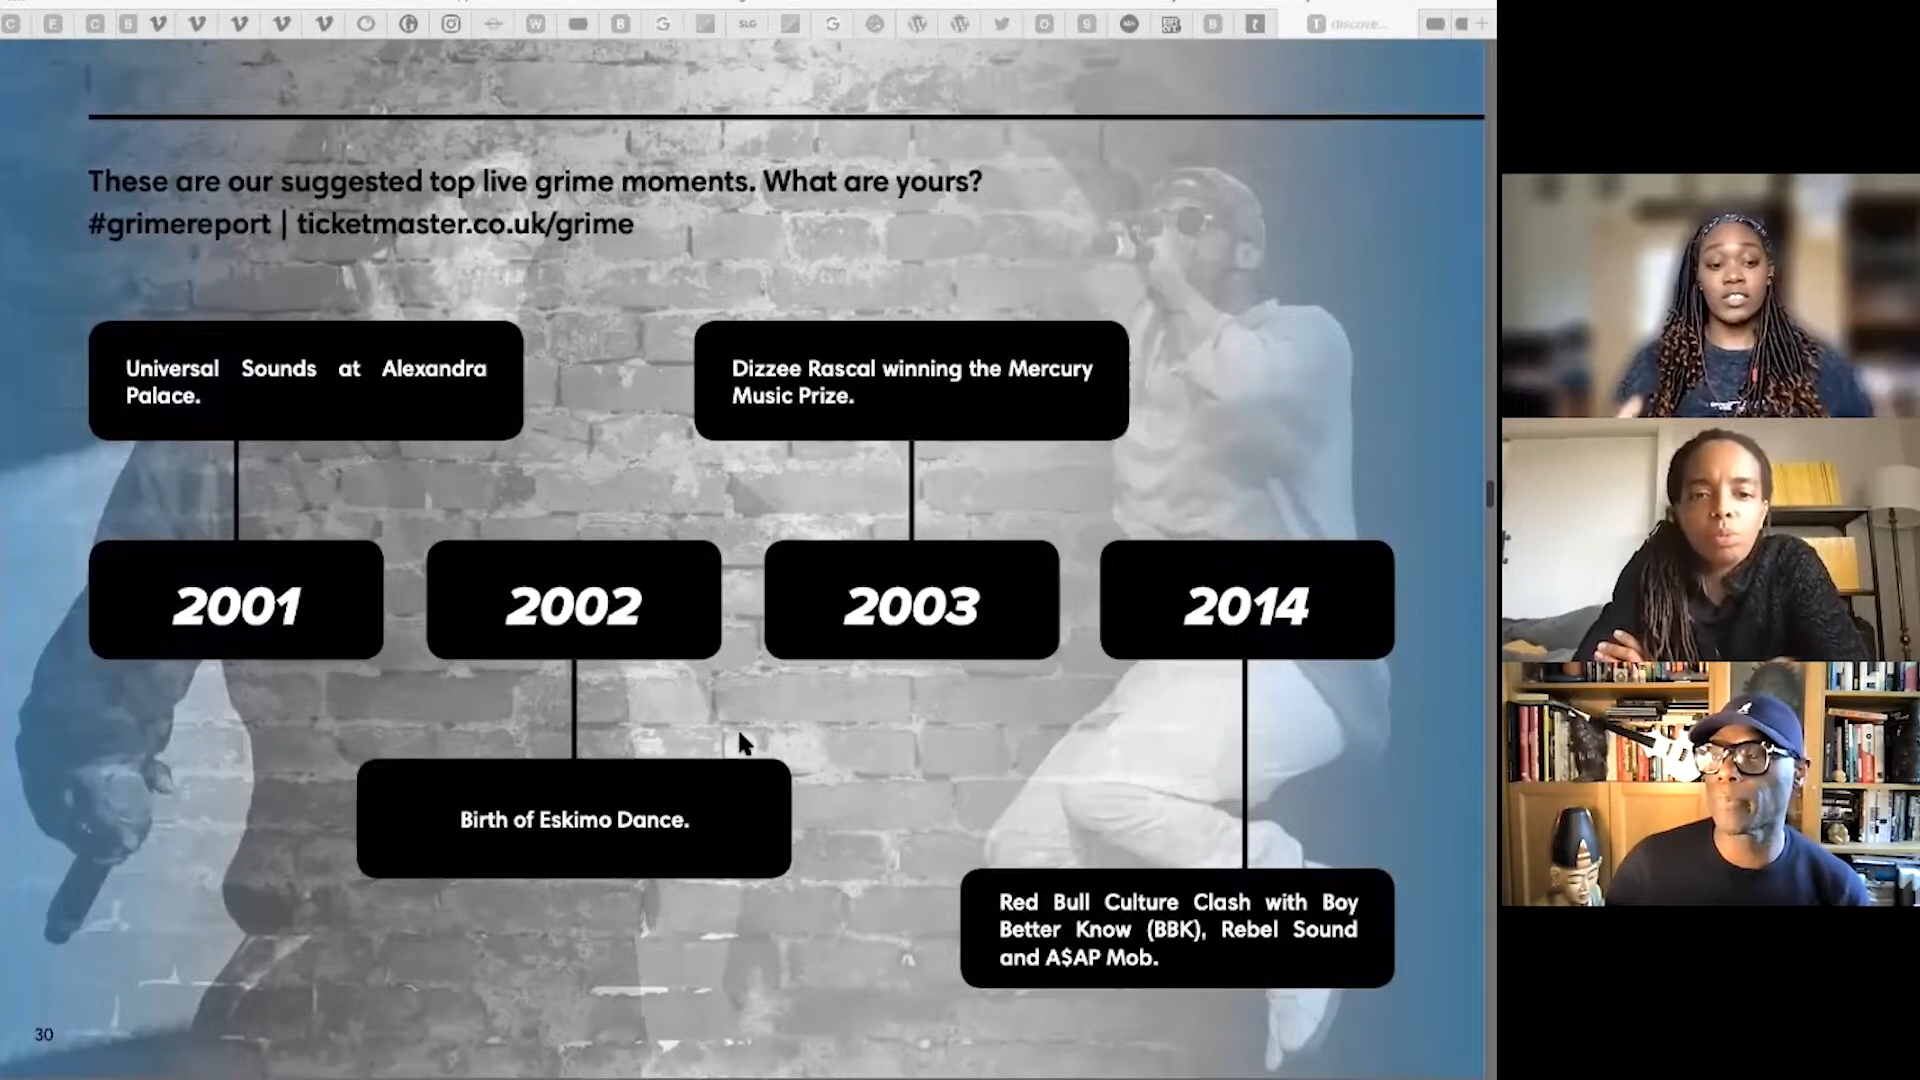 SLG
discove...
These are our suggested top live grime moments. What are yours?
#grimereport | ticketmaster.co.uk/grime
Universal Sounds at Alexandra
Palace.
Dizzee Rascal winning the Mercury
Music Prize.
2001
2002
2003
2014
Birth of Eskimo Dance.
Red Bull Culture Clash with Boy
Better Know (BBK), Rebel Sound
and A$AP Mob.
30